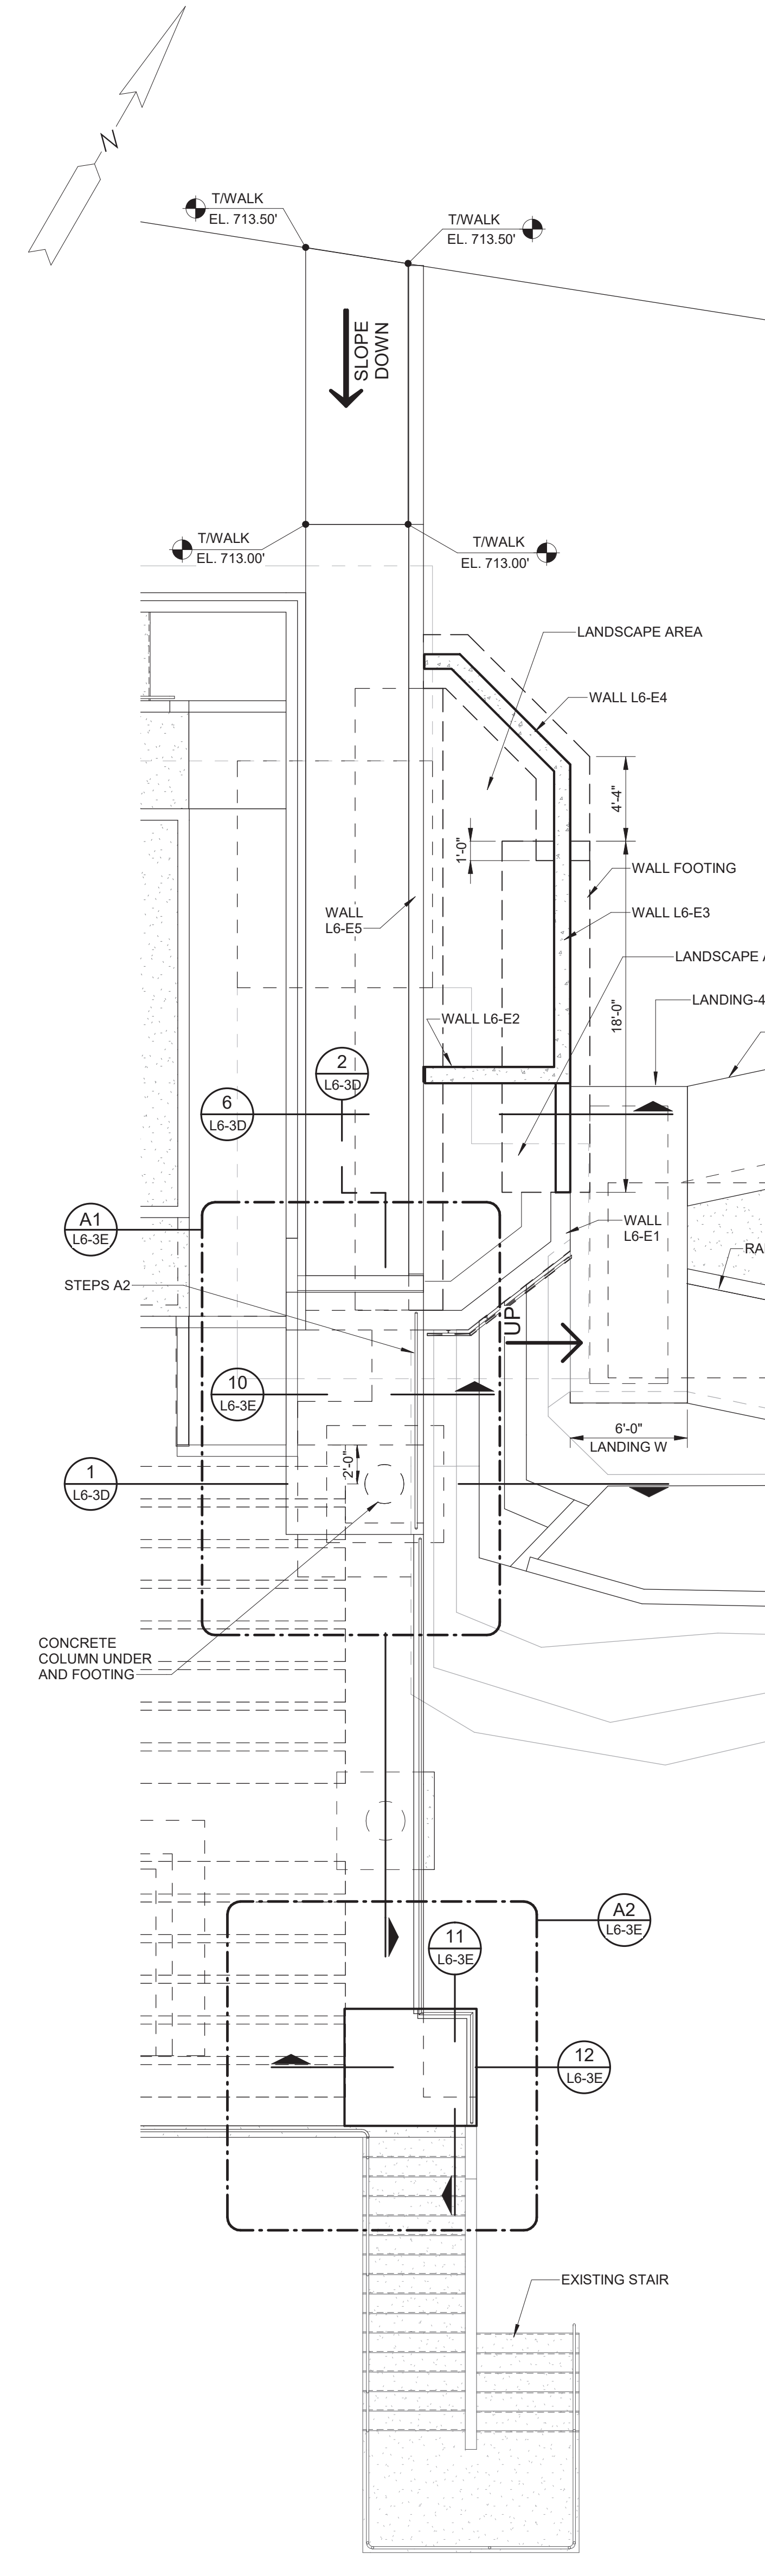 N
T/WALK
EL. 713.50'
T/WALK
EL. 713.50'
SLOPE
DOWN
T/WALK
EL. 713.00'
T/WALK
EL. 713.00'
LANDSCAPE AREA
WALL L6-E4
4'-4"
1'-0"
WALL FOOTING
WALL
L6-E5
WALL L6-E3
LANDSCAPE A
LANDING-4
18'-0"
WALL L6-E2
2
L6-3D
6
L6-3D
A1
L6-3E
WALL
L6-E1
RA
STEPS A2
UP
10
L6-3E
6'-0"
LANDING W
2'-0"
1
L6-3D
CONCRETE
COLUMN UNDER
AND FOOTING
A2
L6-3E
11
L6-3E
12
L6-3E
EXISTING STAIR